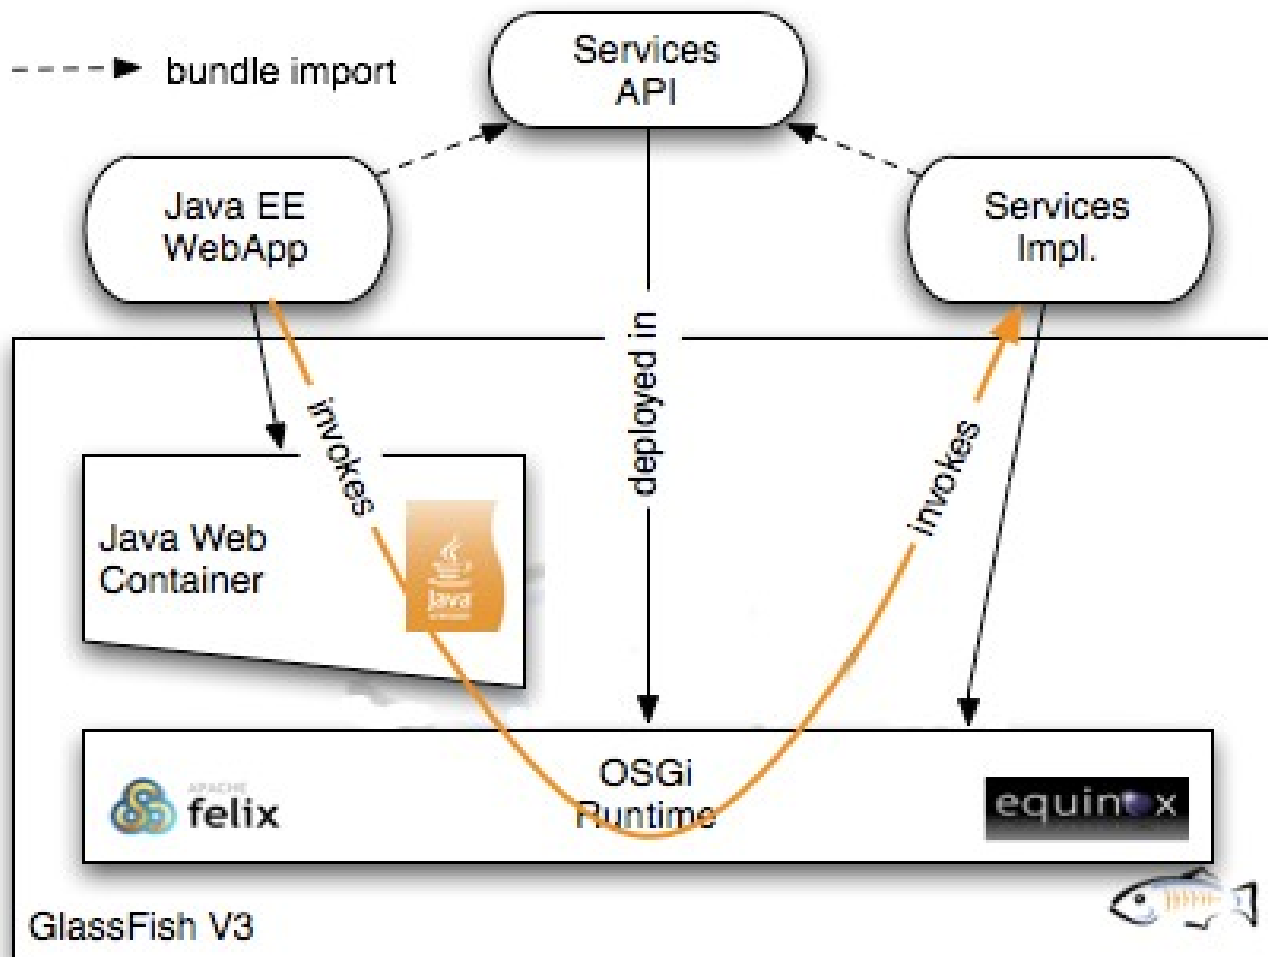 bundle import
Services
API
Java EE
WebApp
Services
Impl.
deployed in
invokes
invokes
Java Web
Container
Java
OSGi
Runtime
APACHE
felix
equinox
GlassFish V3